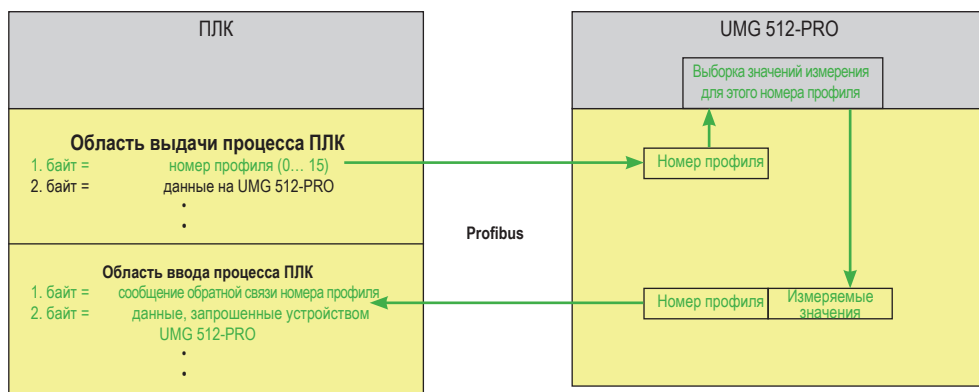 ПЛК
Область выдачи процесса ПЛК
1. байт = номер профиля (0... 15)
2. байт = данные на UMG 512-PRO
•
•
Область ввода процесса ПЛК
1. байт = сообщение обратной связи номера профиля
2. байт = данные, запрошенные устройством
UMG 512-PRO
•
•
Profibus
UMG 512-PRO
Выборка значений измерения
для этого номера профиля
Номер профиля
Номер профиля
Измеряемые
значения